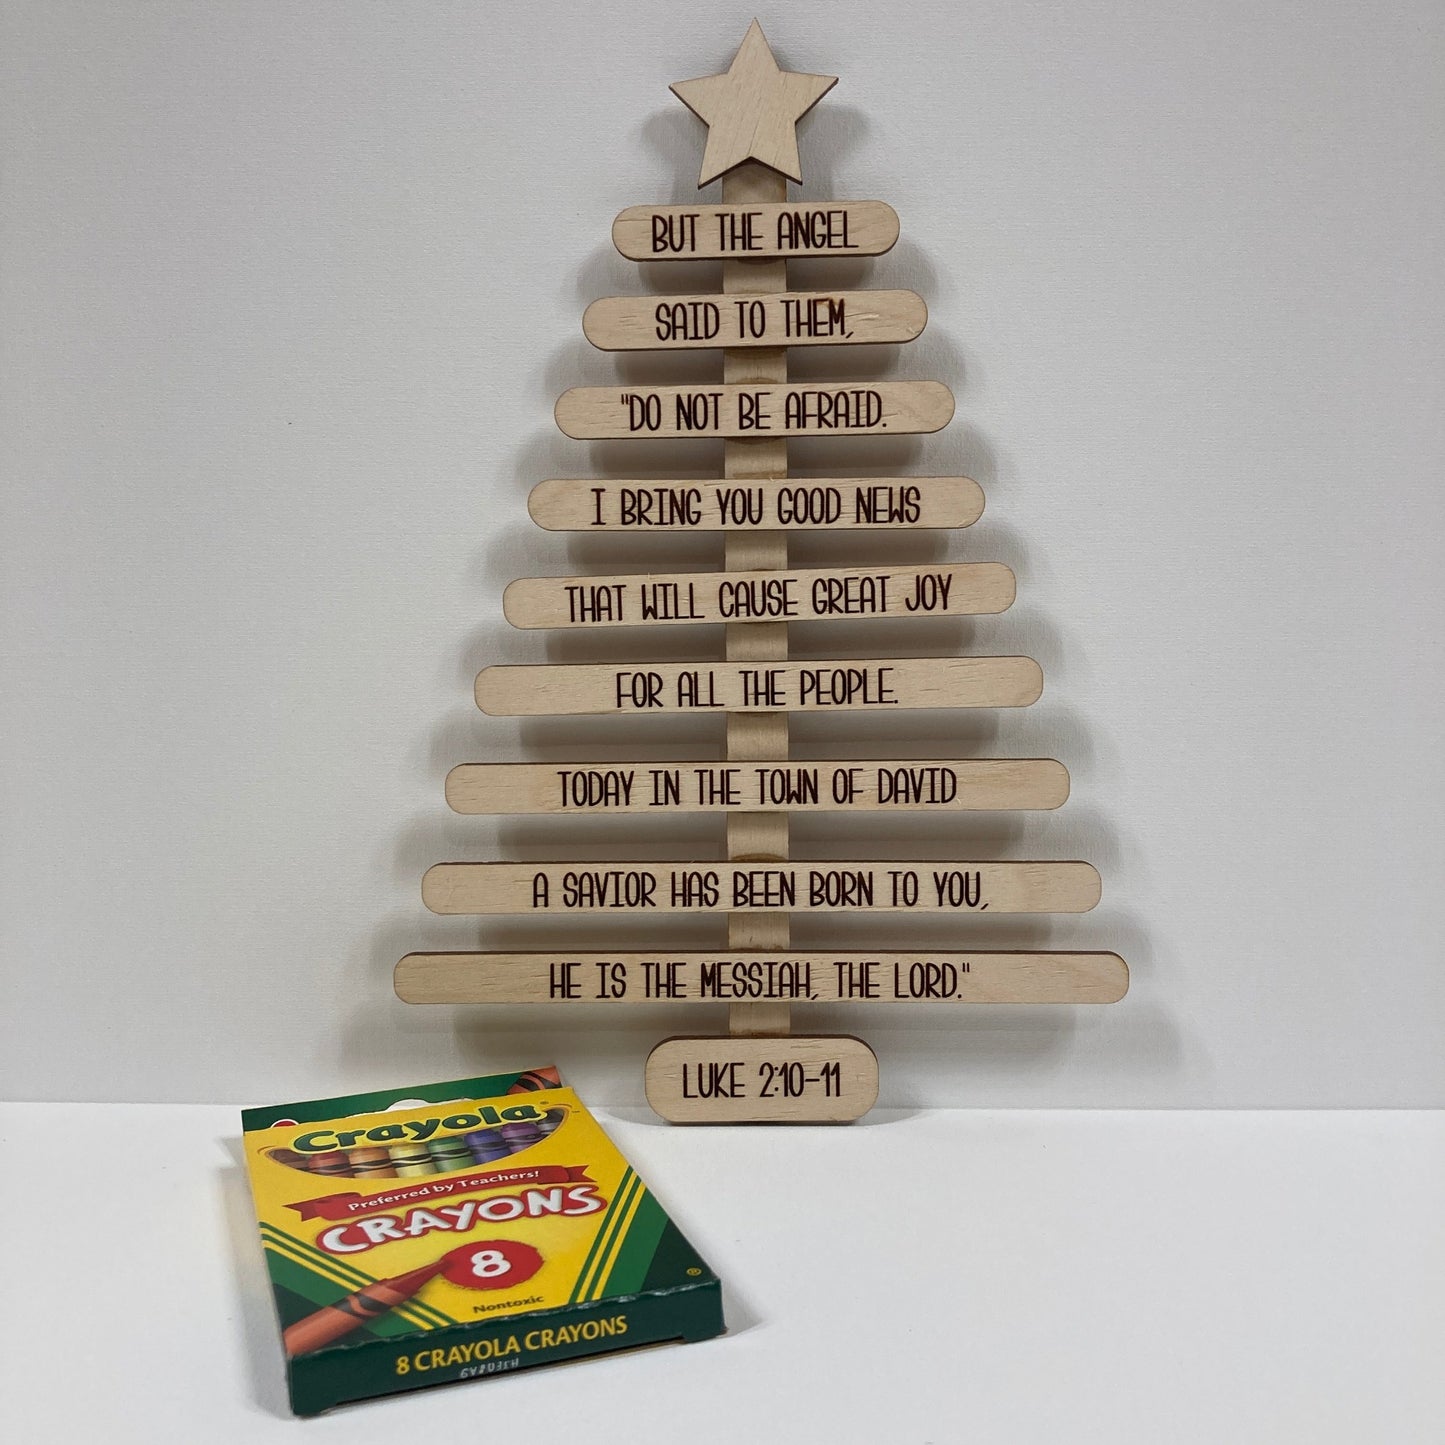 BUT THE ANGEL
SAID TO THEM,
"DO NOT BE AFRAID.
I BRING YOU GOOD NEWS
THAT WILL CAUSE GREAT JOY
FOR ALL THE PEOPLE.
TODAY IN THE TOWN OF DAVID
A SAVIOR HAS BEEN BORN TO YOU,
HE IS THE MESSIAH, THE LORD."
LUKE 2:10-11
Crayola
Preferred by Teachers!
CRAYONS
8
Nontoxic
8 CRAYOLA CRAYONS